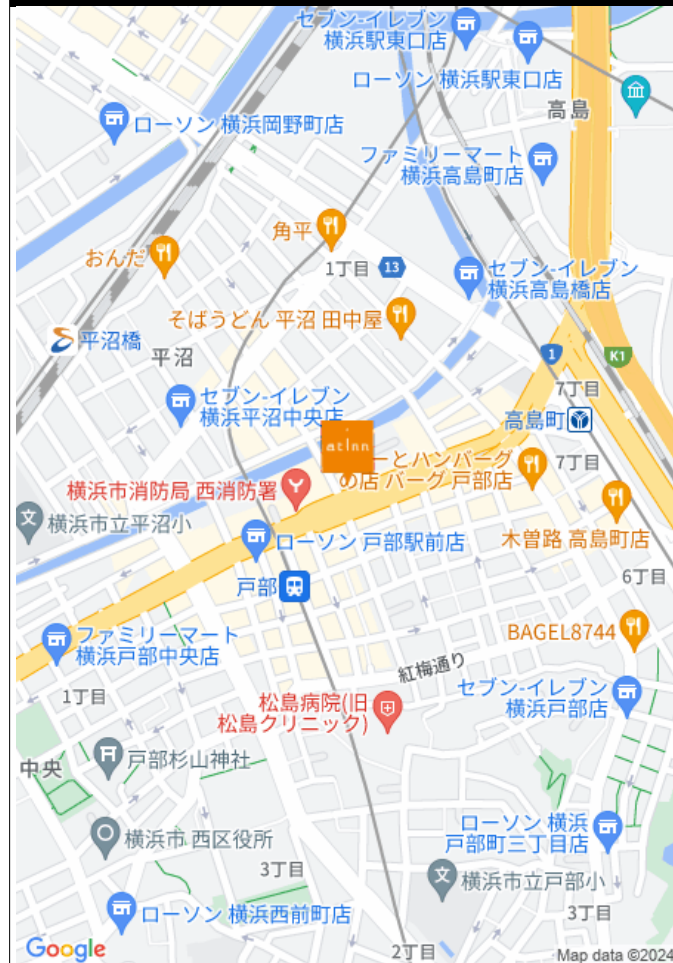 セブン-イレブン
横浜駅東口店
ローソン 横浜駅東口店
高島
ローソン 横浜岡野町店
ファミリーマート
横浜高島町店
角平
おんだ
1丁目
13
セブン-イレブン
横浜高島橋店
そばうどん 平沼 田中屋
平沼橋
平沼
1
K1
セブン-イレブン
横浜平沼中央店
7丁目
高島町
atinn
ーとハンバーグ
の店 バーグ 戸部店
7丁目
横浜市消防局 西消防署
文
横浜市立平沼小
木曽路 高島町店
ローソン 戸部駅前店
戸部
6丁目
BAGEL8744
ファミリーマート
横浜戸部中央店
紅梅通り
1丁目
セブン-イレブン
横浜戸部店
松島病院(旧
松島クリニック)
戸部杉山神社
中央
横浜市 西区役所
ローソン 横浜
戸部町三丁目店
3丁目
文
横浜市立戸部小
ローソン 横浜西前町店
3丁目
2丁目
Google
Map data ©2024